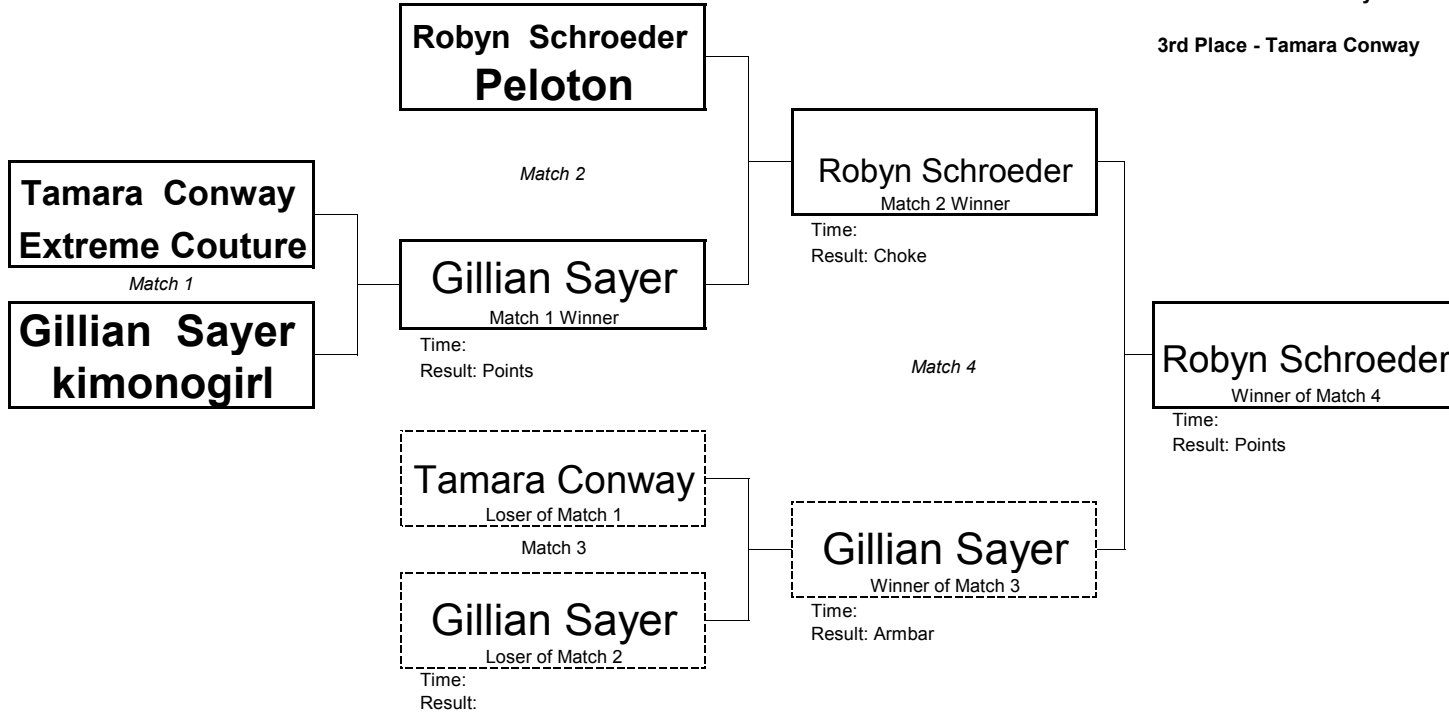 3rd Place - Tamara Conway
Robyn Schroeder
Peloton
Match 2
Tamara Conway
Extreme Couture
Match 1
Gillian Sayer
kimonogirl
Gillian Sayer
Match 1 Winner
Time:
Result: Points
Robyn Schroeder
Match 2 Winner
Time:
Result: Choke
Match 4
Robyn Schroeder
Winner of Match 4
Time:
Result: Points
Tamara Conway
Loser of Match 1
Match 3
Gillian Sayer
Loser of Match 2
Time:
Result:
Gillian Sayer
Winner of Match 3
Time:
Result: Armbar